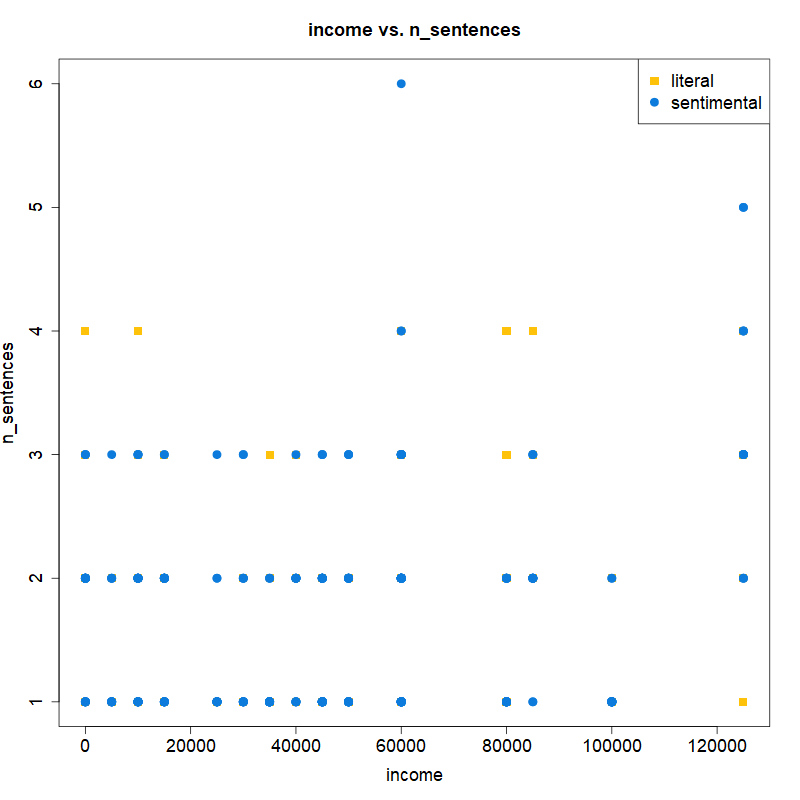 income vs. n_sentences
literal
sentimental
n_sentences
6
5
4
3
2
1
0 20000 40000 60000 80000 100000 120000
income